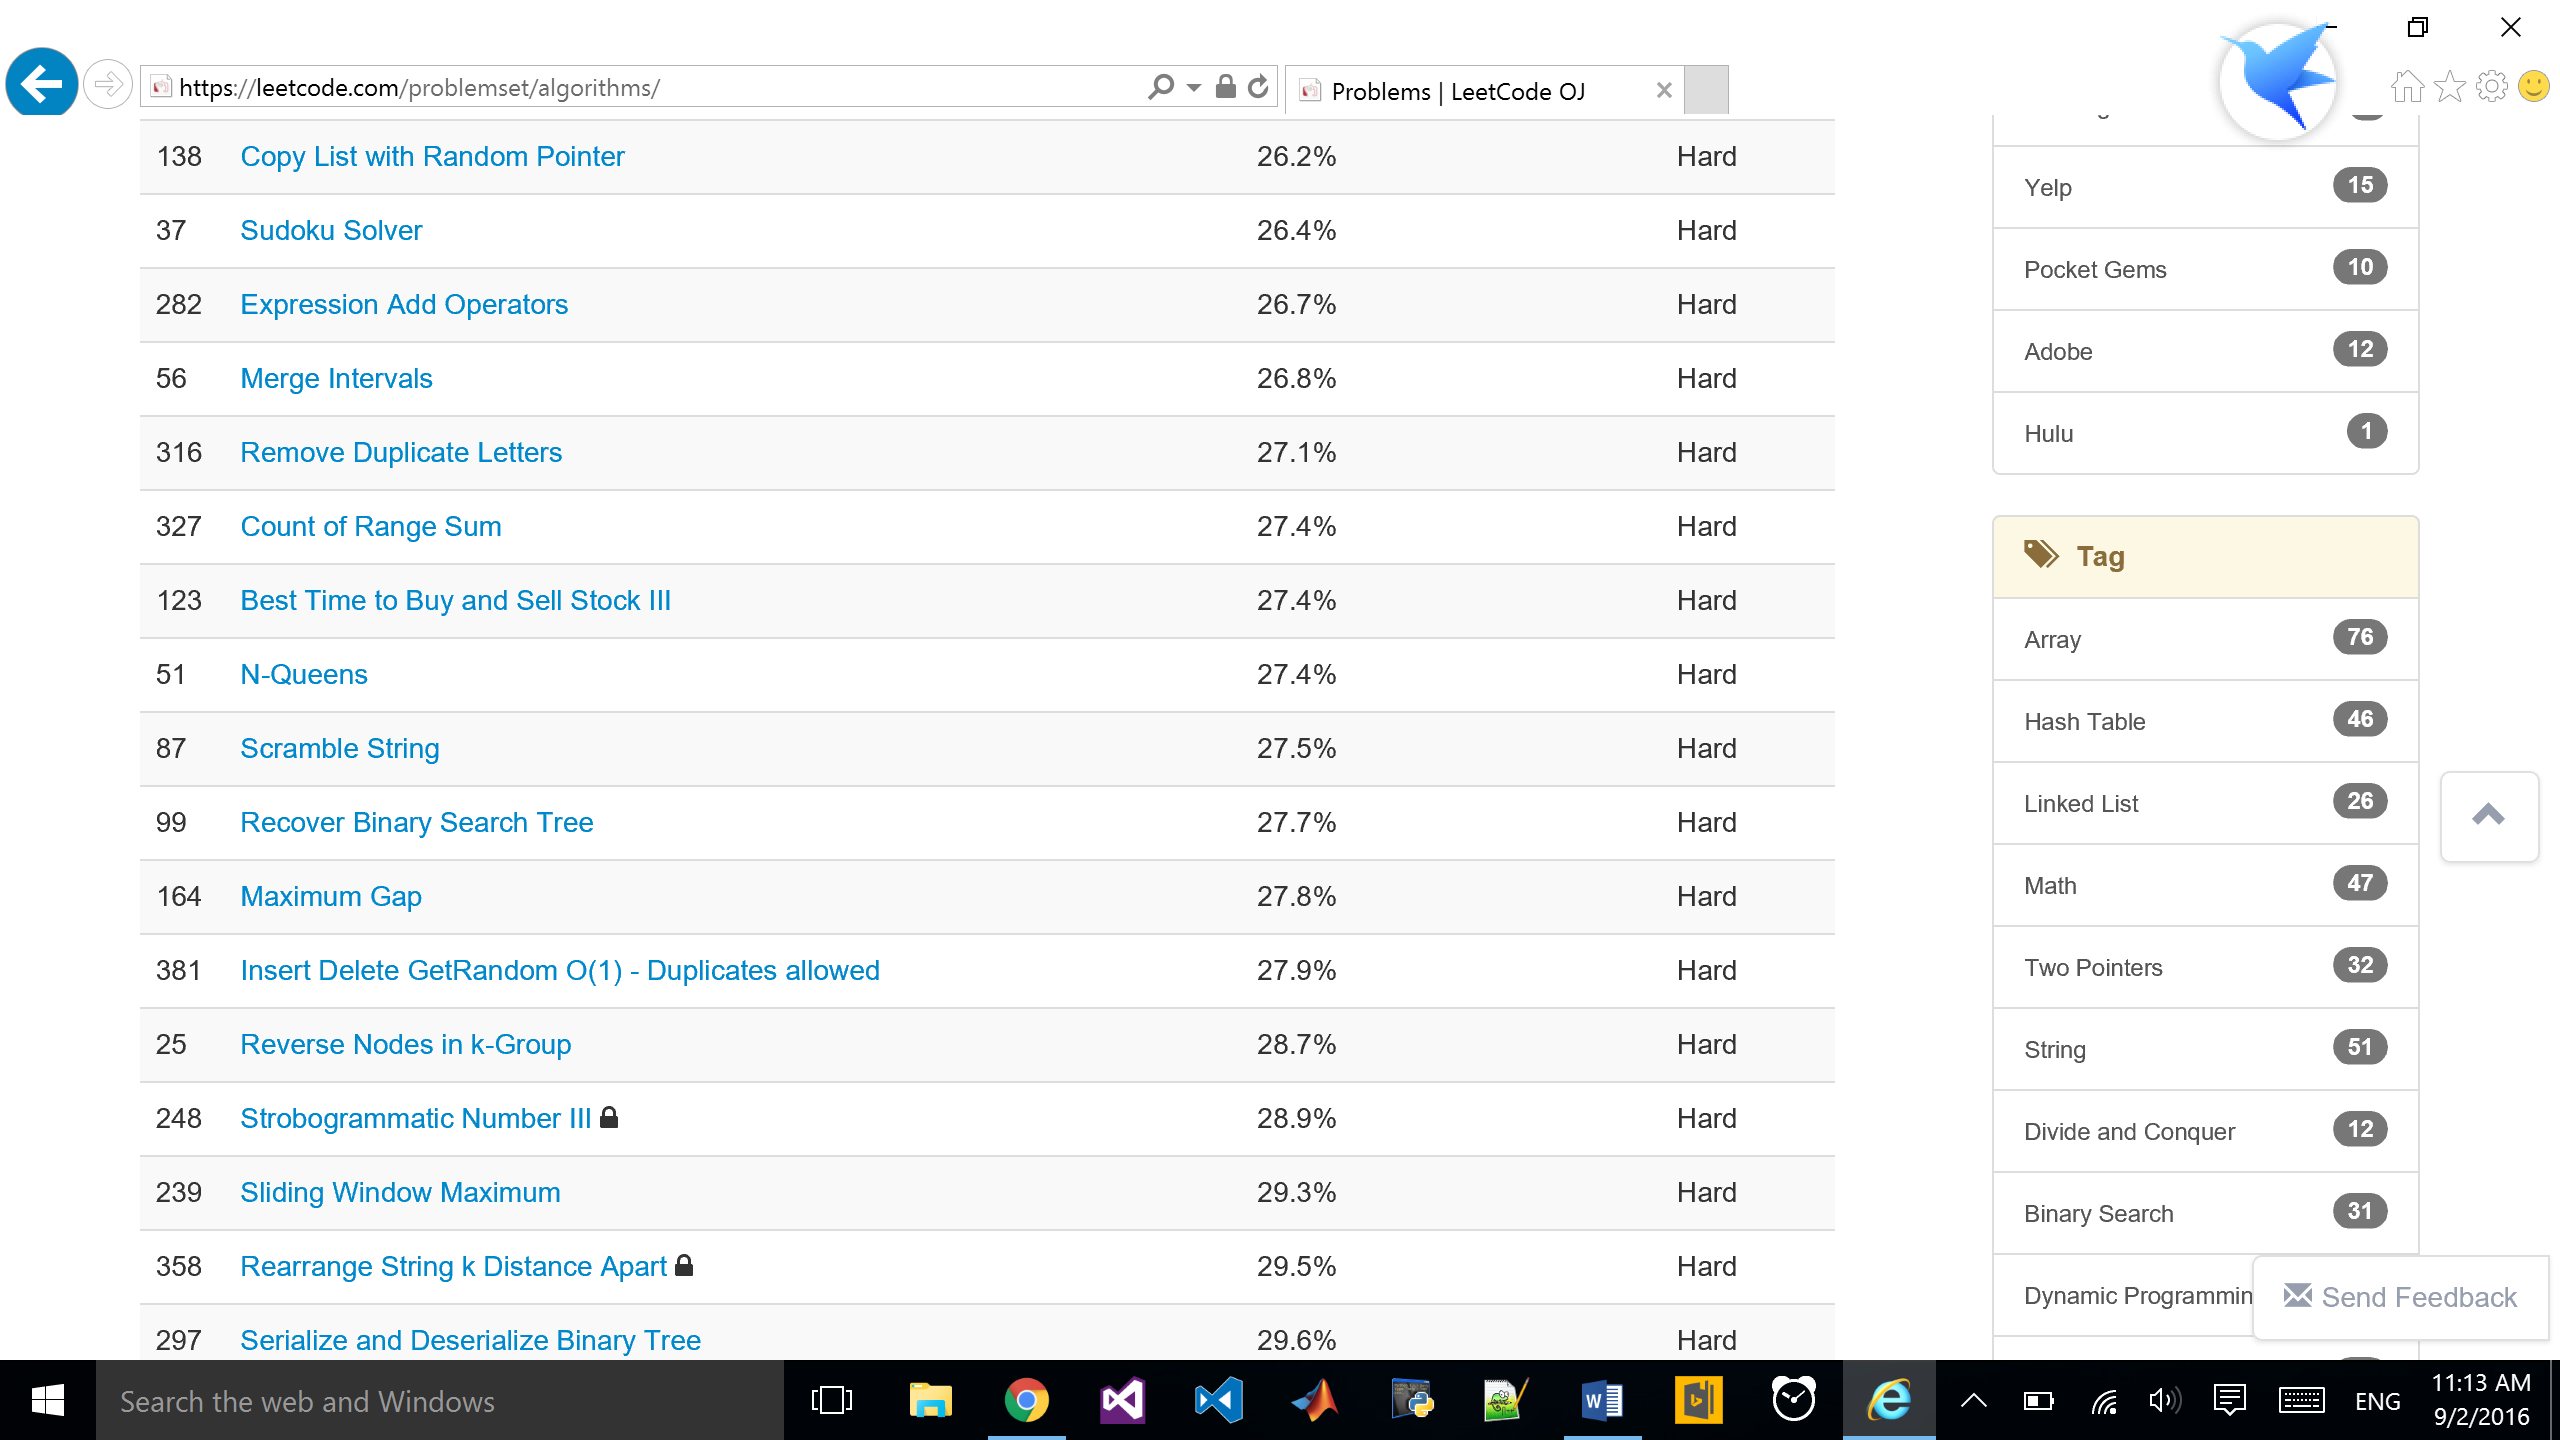 https://leetcode.com/problemset/algorithms/
Problems | LeetCode OJ
138 Copy List with Random Pointer 26.2% Hard
37 Sudoku Solver 26.4% Hard
282 Expression Add Operators 26.7% Hard
56 Merge Intervals 26.8% Hard
316 Remove Duplicate Letters 27.1% Hard
327 Count of Range Sum 27.4% Hard
123 Best Time to Buy and Sell Stock III 27.4% Hard
51 N-Queens 27.4% Hard
87 Scramble String 27.5% Hard
99 Recover Binary Search Tree 27.7% Hard
164 Maximum Gap 27.8% Hard
381 Insert Delete GetRandom O(1) - Duplicates allowed 27.9% Hard
25 Reverse Nodes in k-Group 28.7% Hard
248 Strobogrammatic Number III 28.9% Hard
239 Sliding Window Maximum 29.3% Hard
358 Rearrange String k Distance Apart 29.5% Hard
297 Serialize and Deserialize Binary Tree 29.6% Hard
Yelp 15
Pocket Gems 10
Adobe 12
Hulu 1
Tag
Array 76
Hash Table 46
Linked List 26
Math 47
Two Pointers 32
String 51
Divide and Conquer 12
Binary Search 31
Dynamic Programmin
Send Feedback
Search the web and Windows
ENG
11:13 AM
9/2/2016